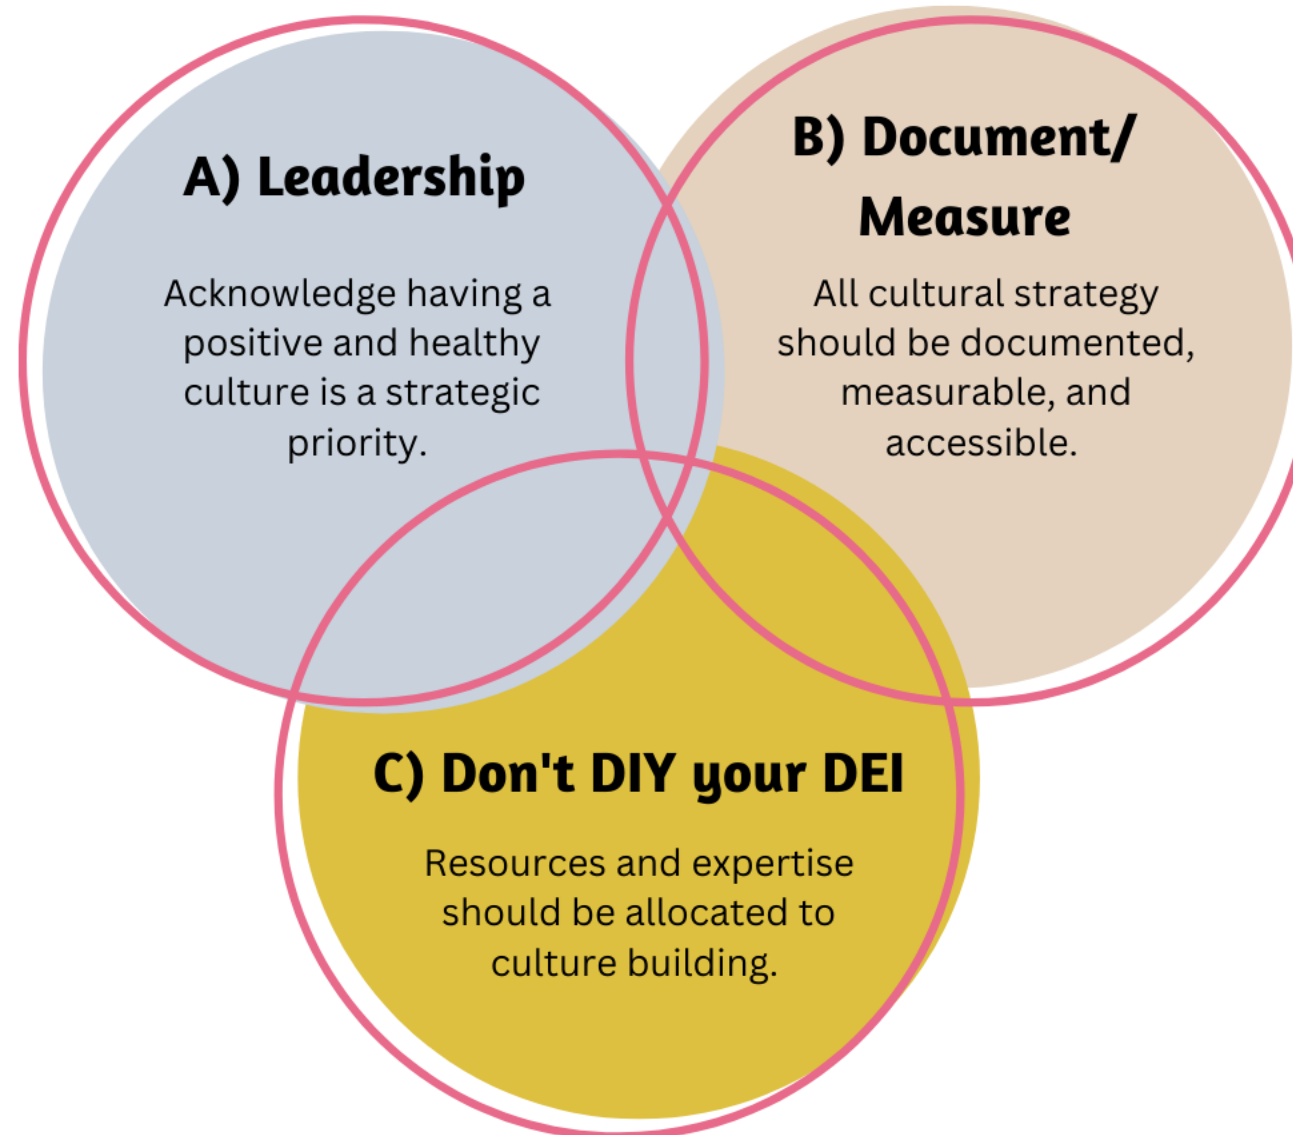 A) Leadership
Acknowledge having a
positive and healthy
culture is a strategic
priority.
B) Document/
Measure
All cultural strategy
should be documented,
measurable, and
accessible.
C) Don't DIY your DEI
Resources and expertise
should be allocated to
culture building.